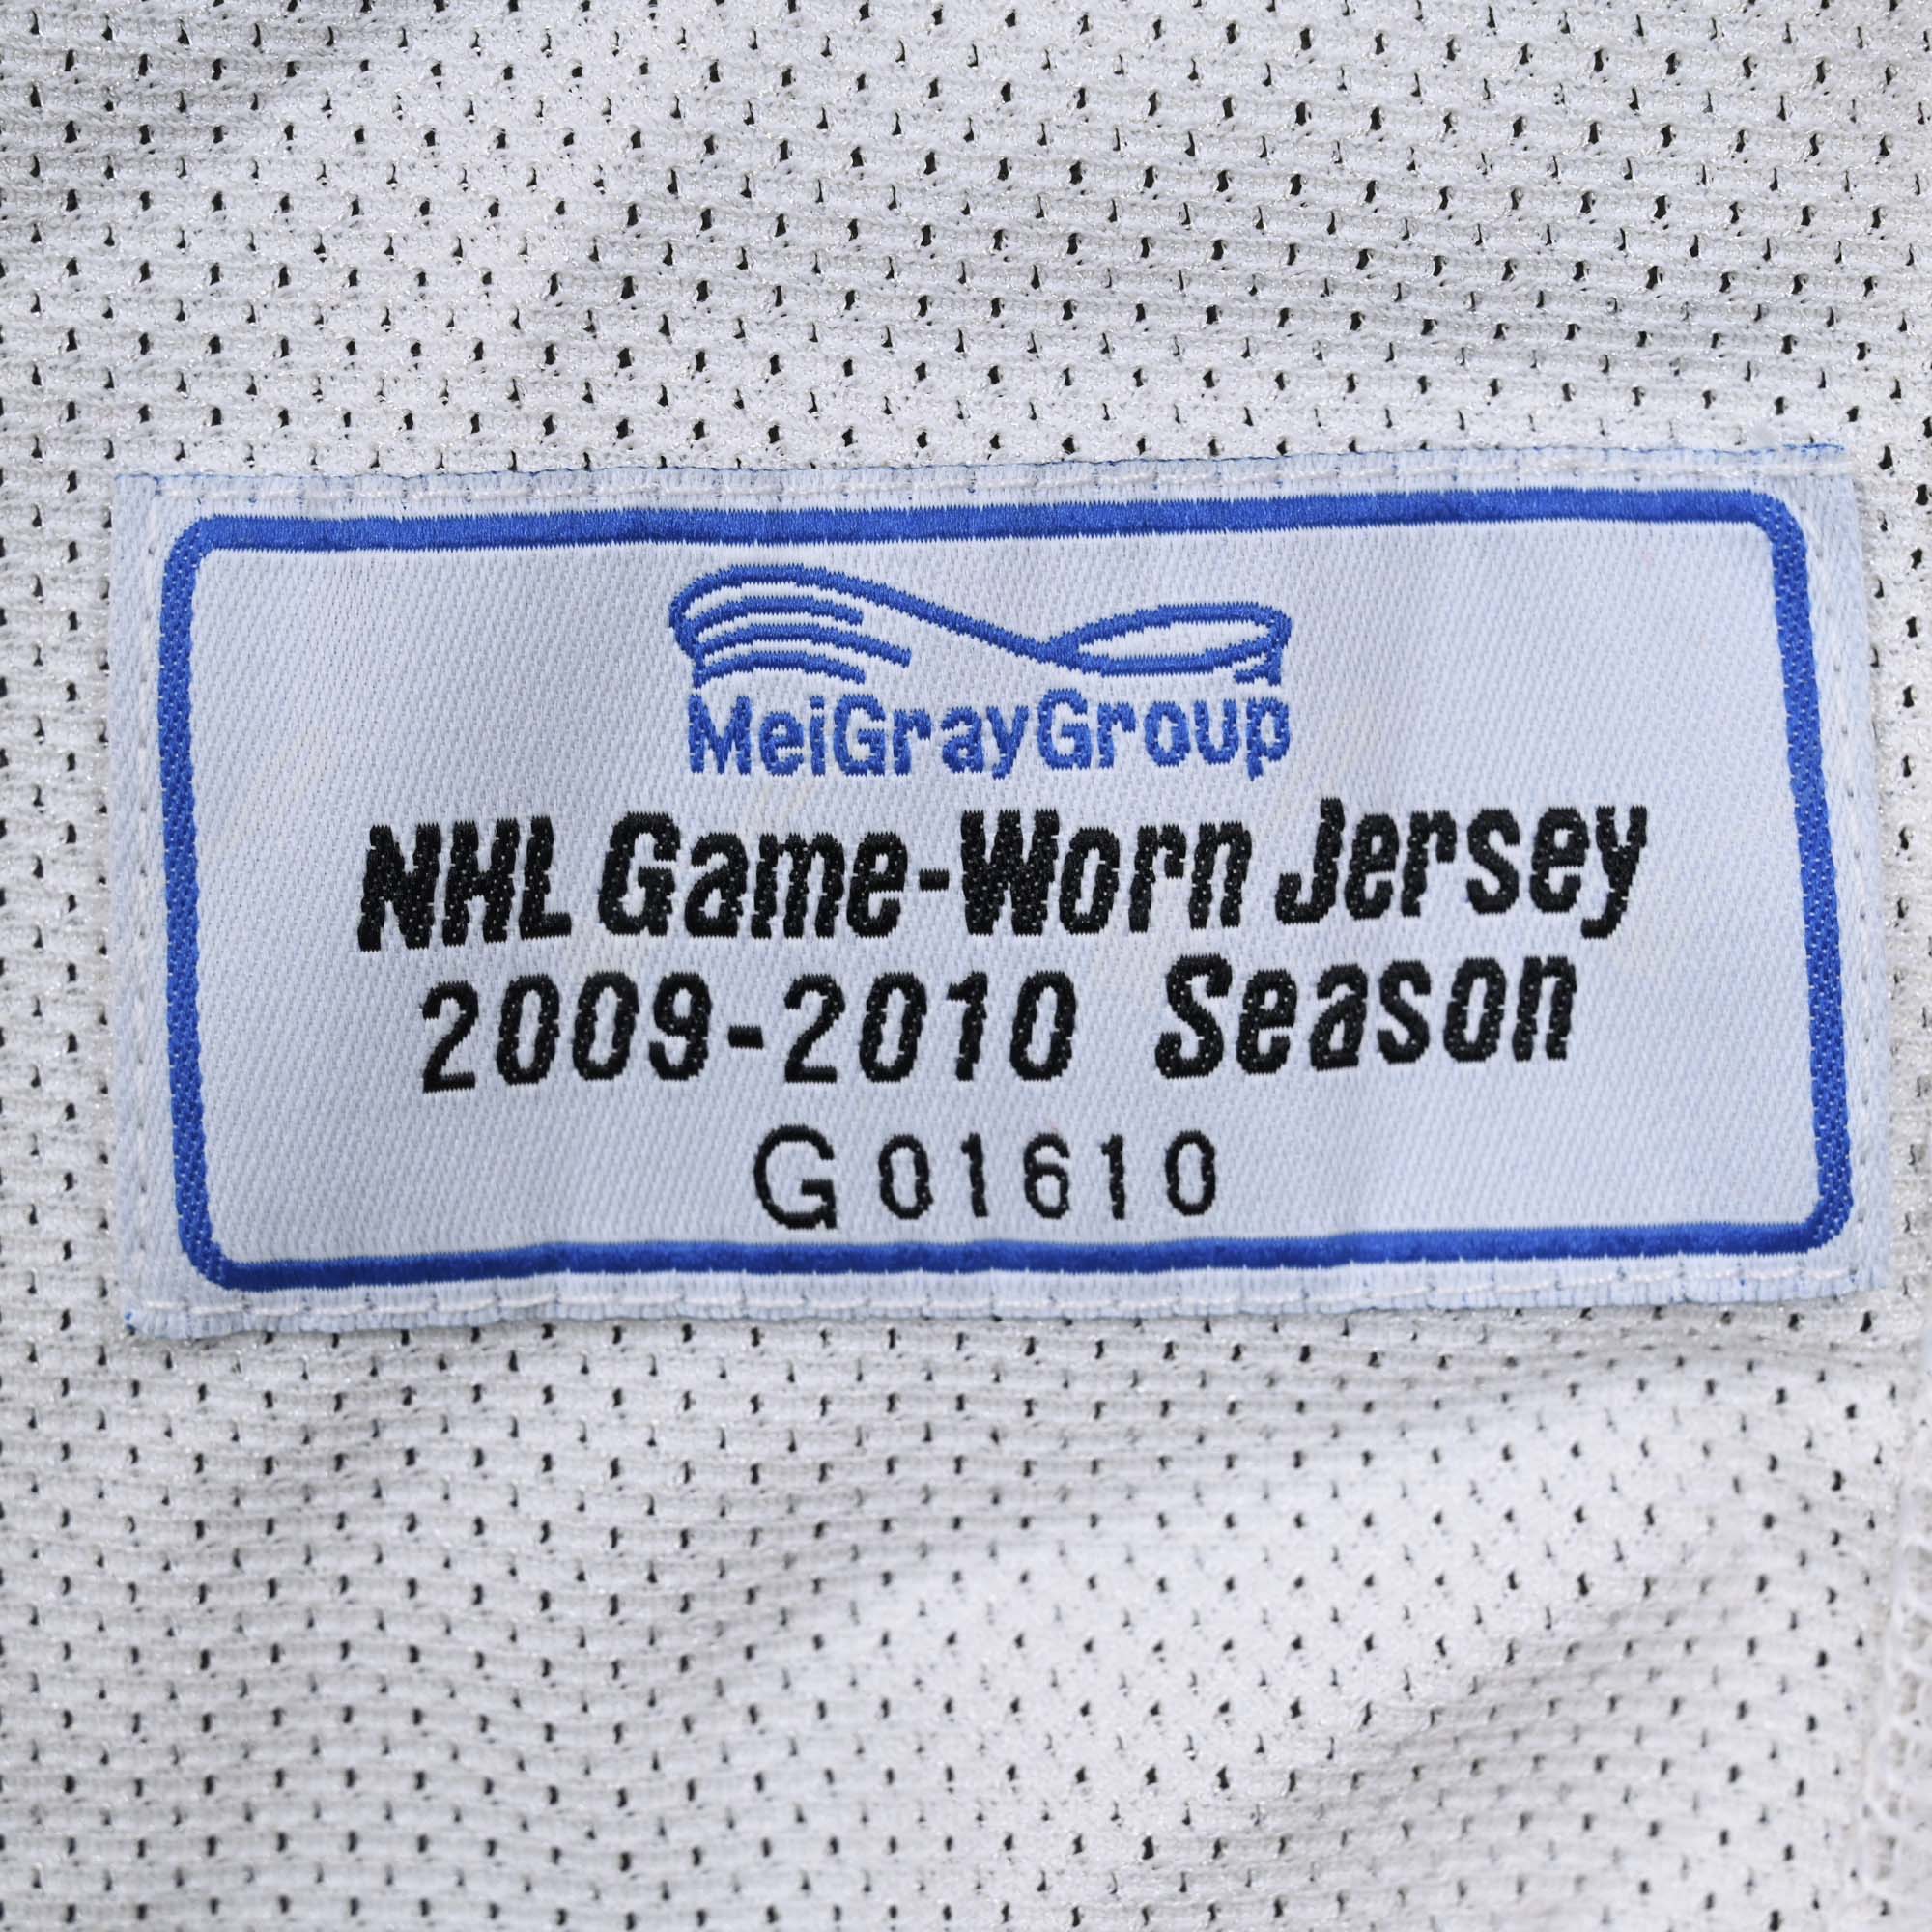 MeiGrayGroup
NHL Game-Worn Jersey
2009-2010 Season
G01610